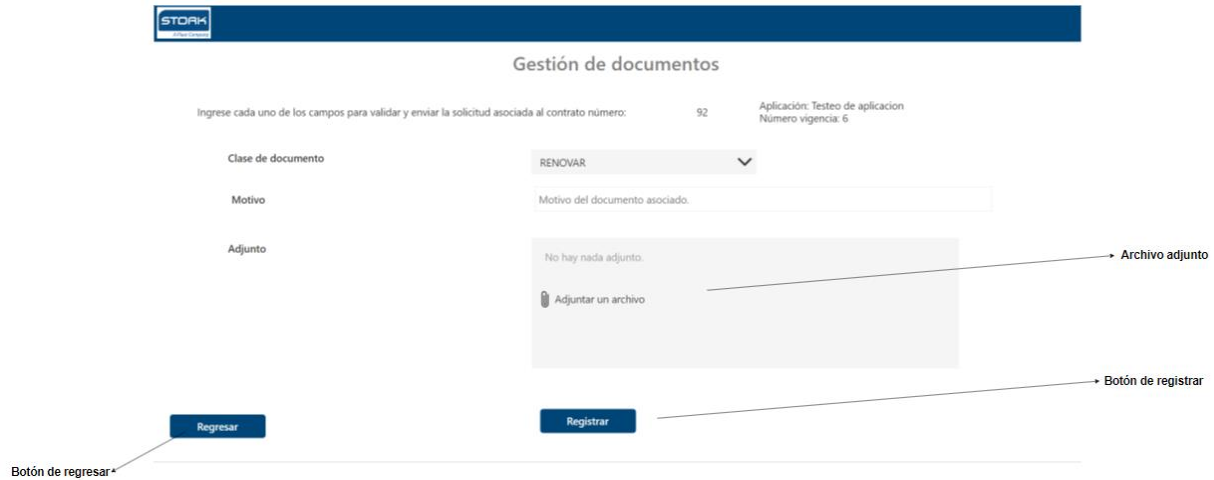 STORK
A Fluor Company
Gestión de documentos
Ingrese cada uno de los campos para validar y enviar la solicitud asociada al contrato número: 92
Aplicación: Testeo de aplicacion
Número vigencia: 6
Clase de documento
RENOVAR
Motivo
Motivo del documento asociado.
Adjunto
No hay nada adjunto.
Adjuntar un archivo
Archivo adjunto
Botón de registrar
Registrar
Regresar
Botón de regresar